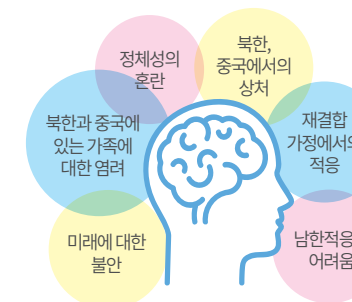 정체성의
혼란
북한,
중국에서의
상처
북한과 중국에
있는 가족에
대한 염려
재결합
가정에서의
적응
미래에 대한
불안
남한적응
어려움